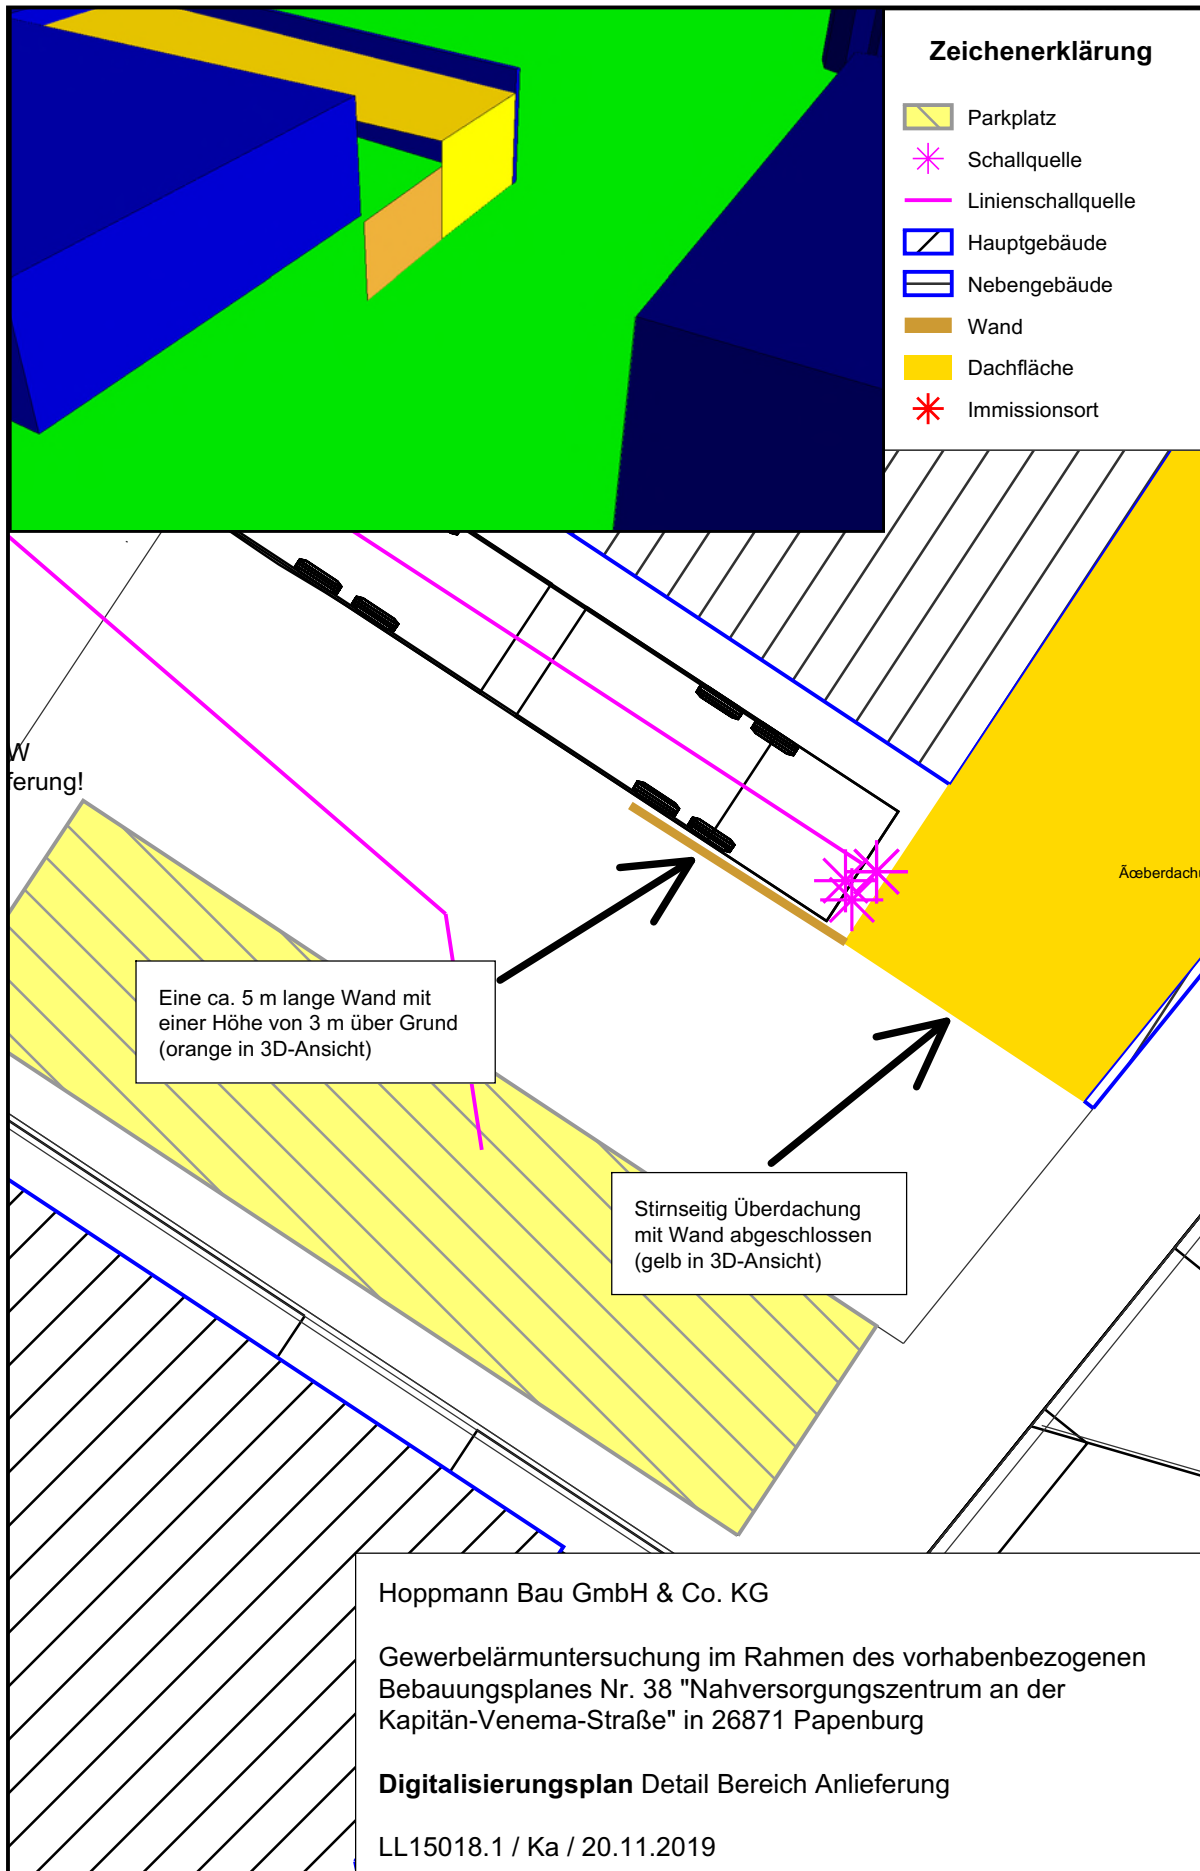 Zeichenerklärung
Parkplatz
Schallquelle
Linienschallquelle
Hauptgebäude
Nebengebäude
Wand
Dachfläche
Immissionsort
W
ferung!
Ãœberdachu
Eine ca. 5 m lange Wand mit
einer Höhe von 3 m über Grund
(orange in 3D-Ansicht)
Stirnseitig Überdachung
mit Wand abgeschlossen
(gelb in 3D-Ansicht)
Hoppmann Bau GmbH & Co. KG
Gewerbelärmuntersuchung im Rahmen des vorhabenbezogenen
Bebauungsplanes Nr. 38 "Nahversorgungszentrum an der
Kapitän-Venema-Straße" in 26871 Papenburg
Digitalisierungsplan Detail Bereich Anlieferung
LL15018.1 / Ka / 20.11.2019